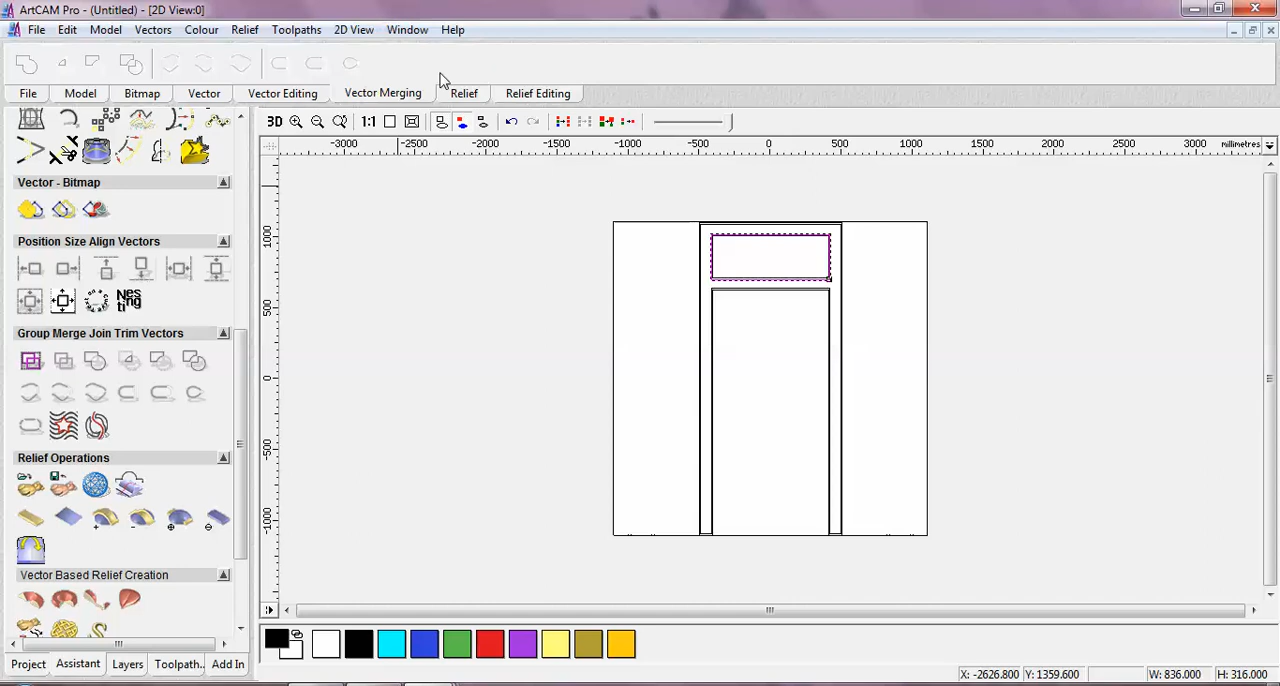 ArtCAM Pro - (Untitled) - [2D View:0]
File Edit Model Vectors Colour Relief Toolpaths 2D View Window Help
File Model Bitmap Vector Vector Editing Vector Merging Relief Relief Editing
3D 1:1
-3000 -2500 -2000 -1500 -1000 -500 0 500 1000 1500 2000 2500 3000 millimetres
1000
500
0
-500
-1000
Vector - Bitmap
Position Size Align Vectors
Nes
ting
Group Merge Join Trim Vectors
Relief Operations
Vector Based Relief Creation
Project Assistant Layers Toolpath... Add In
X: -2626.800 Y: 1359.600 W: 836.000 H: 316.000